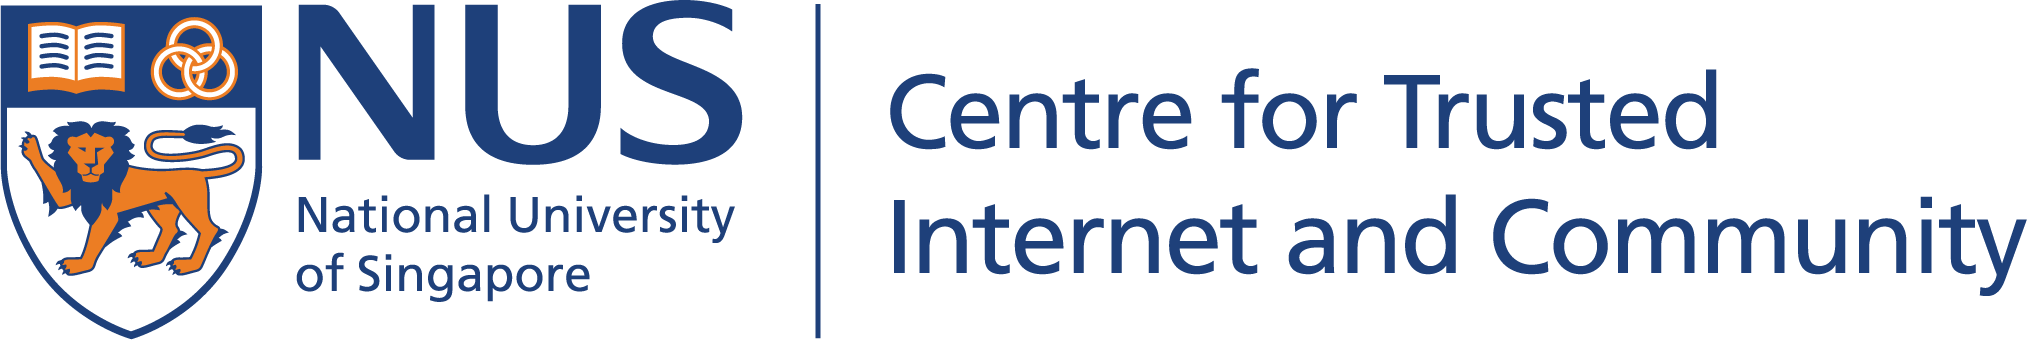 NUS
National University
of Singapore
Centre for Trusted
Internet and Community